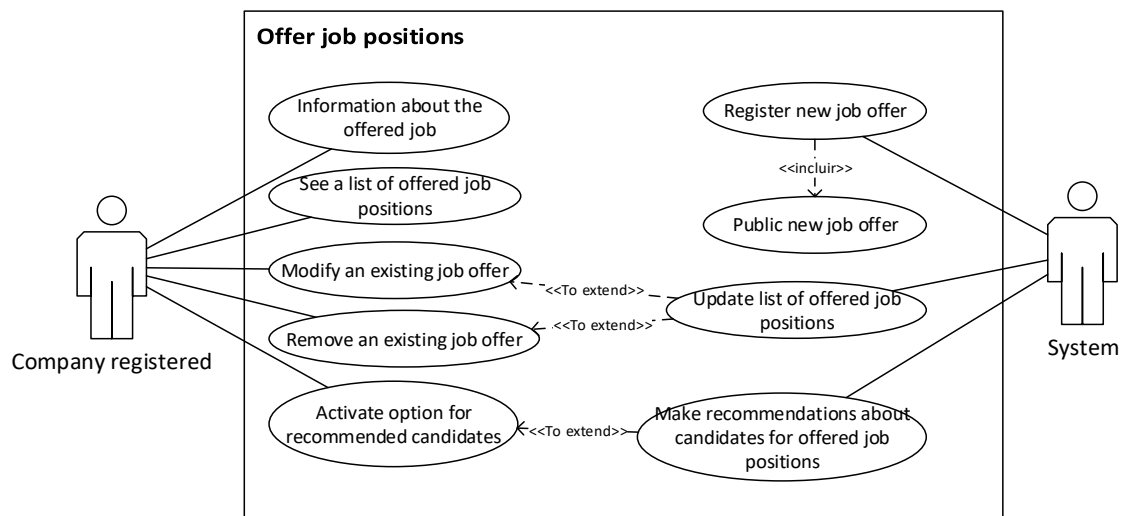 Offer job positions
Information about the
offered job
See a list of offered job
positions
Modify an existing job offer
Remove an existing job offer
Activate option for
recommended candidates
Register new job offer
<<incluir>>
Public new job offer
<<To extend>>
Update list of offered job
positions
<<To extend>>
<<To extend>>
Make recommendations about
candidates for offered job
positions
Company registered
System